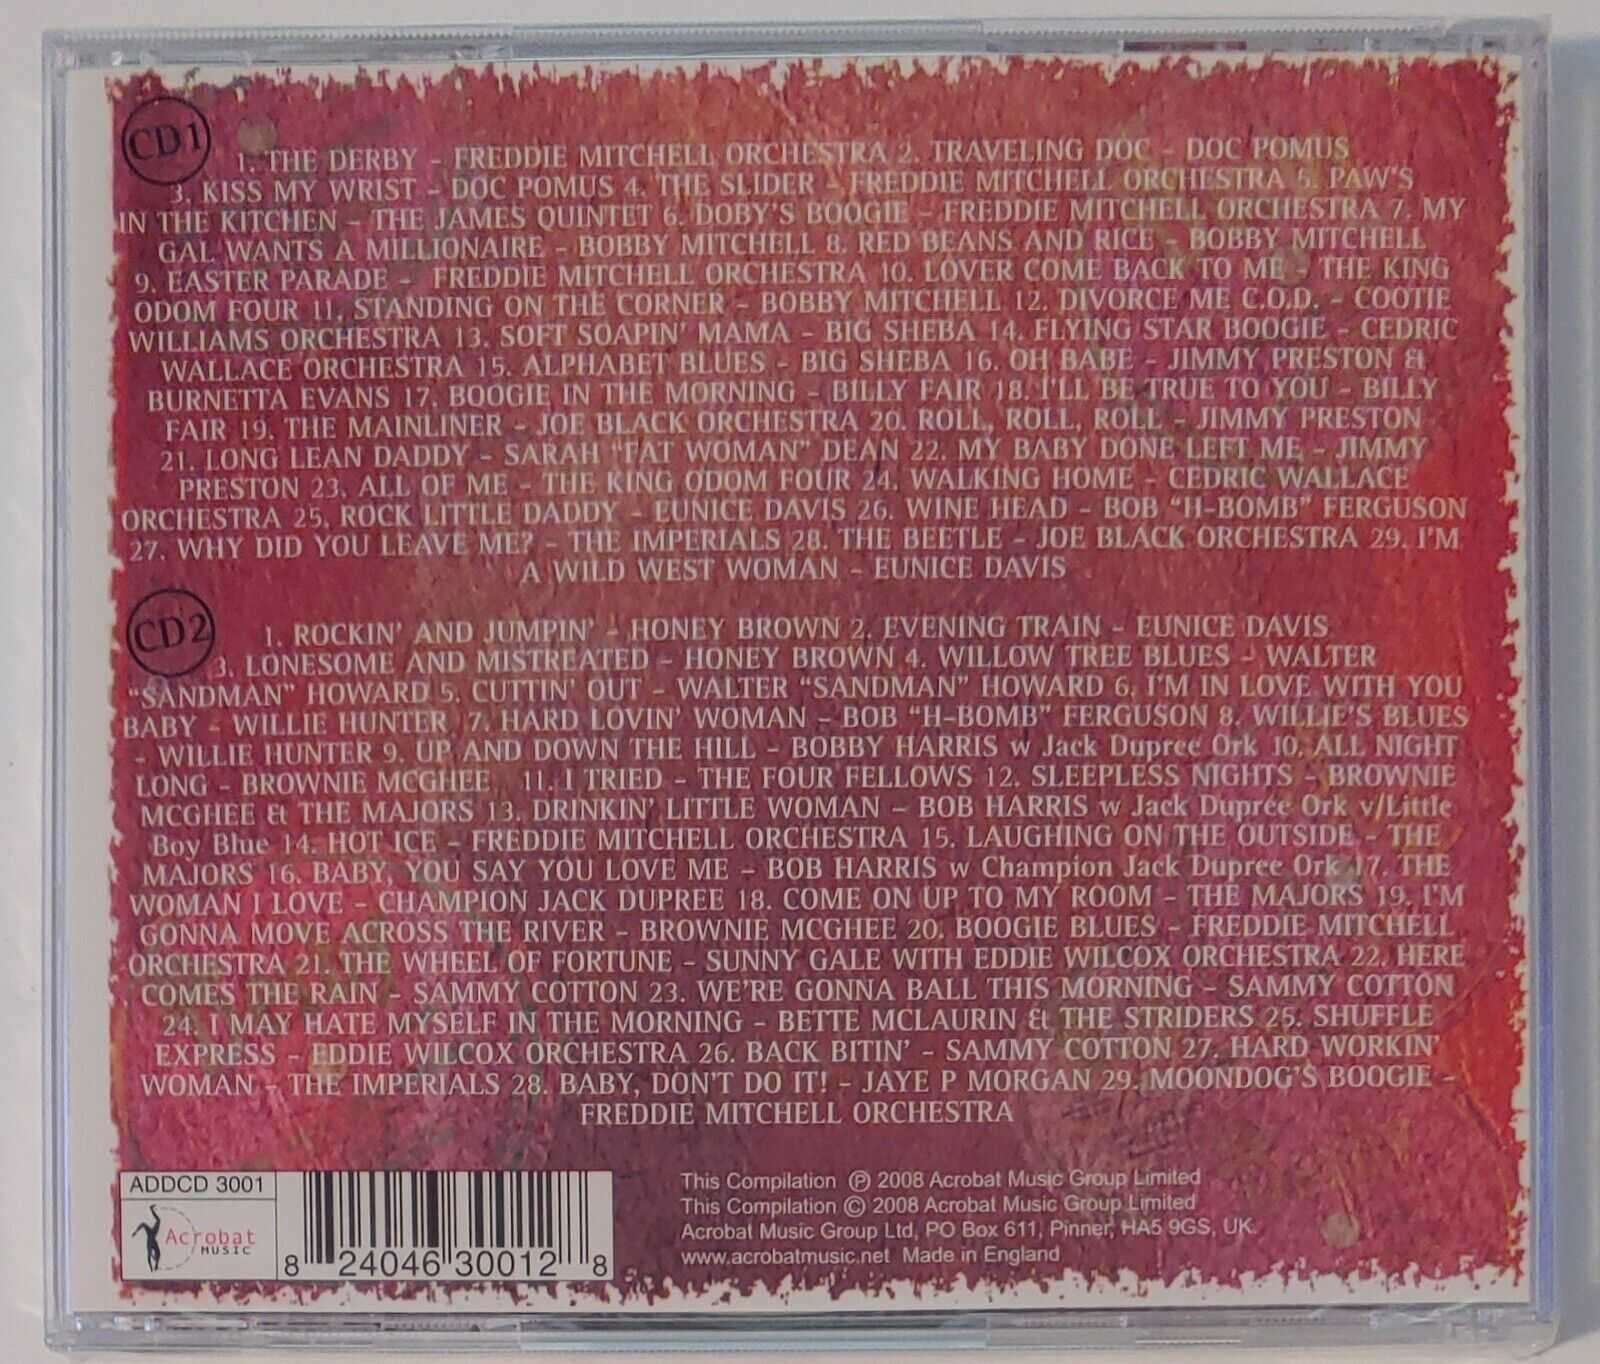 CD1
1. THE DERBY - FREDDIE MITCHELL ORCHESTRA 2. TRAVELING DOC - DOC POMUS
3. KISS MY WRIST - DOC POMUS 4. THE SLIDER - FREDDIE MITCHELL ORCHESTRA 5. PAW'S
IN THE KITCHEN - THE JAMES QUINTET 6. DOBY'S BOOGIE - FREDDIE MITCHELL ORCHESTRA 7. MY
GAL WANTS A MILLIONAIRE - BOBBY MITCHELL 8. RED BEANS AND RICE - BOBBY MITCHELL
9. EASTER PARADE - FREDDIE MITCHELL ORCHESTRA 10. LOVER COME BACK TO ME - THE KING
ODOM FOUR 11. STANDING ON THE CORNER - BOBBY MITCHELL 12. DIVORCE ME C.O.D. - COOTIE
WILLIAMS ORCHESTRA 13. SOFT SOAPIN' MAMA - BIG SHEBA 14. FLYING STAR BOOGIE - CEDRIC
WALLACE ORCHESTRA 15. ALPHABET BLUES - BIG SHEBA 16. OH BABE - JIMMY PRESTON &
BURNETTA EVANS 17. BOOGIE IN THE MORNING - BILLY FAIR 18. I'LL BE TRUE TO YOU - BILLY
FAIR 19. THE MAINLINER - JOE BLACK ORCHESTRA 20. ROLL, ROLL, ROLL - JIMMY PRESTON
21. LONG LEAN DADDY - SARAH "FAT WOMAN" DEAN 22. MY BABY DONE LEFT ME - JIMMY
PRESTON 23. ALL OF ME - THE KING ODOM FOUR 24. WALKING HOME - CEDRIC WALLACE
ORCHESTRA 25. ROCK LITTLE DADDY - EUNICE DAVIS 26. WINE HEAD - BOB "H-BOMB" FERGUSON
27. WHY DID YOU LEAVE ME? - THE IMPERIALS 28. THE BEETLE - JOE BLACK ORCHESTRA 29. I'M
A WILD WEST WOMAN - EUNICE DAVIS
CD2
1. ROCKIN' AND JUMPIN' - HONEY BROWN 2. EVENING TRAIN - EUNICE DAVIS
3. LONESOME AND MISTREATED - HONEY BROWN 4. WILLOW TREE BLUES - WALTER
"SANDMAN" HOWARD 5. CUTTIN' OUT - WALTER "SANDMAN" HOWARD 6. I'M IN LOVE WITH YOU
BABY - WILLIE HUNTER 7. HARD LOVIN' WOMAN - BOB "H-BOMB" FERGUSON 8. WILLIE'S BLUES
- WILLIE HUNTER 9. UP AND DOWN THE HILL - BOBBY HARRIS w Jack Dupree Ork 10. ALL NIGHT
LONG - BROWNIE MCGHEE 11. I TRIED - THE FOUR FELLOWS 12. SLEEPLESS NIGHTS - BROWNIE
MCGHEE & THE MAJORS 13. DRINKIN' LITTLE WOMAN - BOB HARRIS w Jack Dupree Ork v/Little
Boy Blue 14. HOT ICE - FREDDIE MITCHELL ORCHESTRA 15. LAUGHING ON THE OUTSIDE - THE
MAJORS 16. BABY, YOU SAY YOU LOVE ME - BOB HARRIS w Champion Jack Dupree Ork 17. THE
WOMAN I LOVE - CHAMPION JACK DUPREE 18. COME ON UP TO MY ROOM - THE MAJORS 19. I'M
GONNA MOVE ACROSS THE RIVER - BROWNIE MCGHEE 20. BOOGIE BLUES - FREDDIE MITCHELL
ORCHESTRA 21. THE WHEEL OF FORTUNE - SUNNY GALE WITH EDDIE WILCOX ORCHESTRA 22. HERE
COMES THE RAIN - SAMMY COTTON 23. WE'RE GONNA BALL THIS MORNING - SAMMY COTTON
24. I MAY HATE MYSELF IN THE MORNING - BETTE MCLAURIN & THE STRIDERS 25. SHUFFLE
EXPRESS - EDDIE WILCOX ORCHESTRA 26. BACK BITIN' - SAMMY COTTON 27. HARD WORKIN'
WOMAN - THE IMPERIALS 28. BABY, DON'T DO IT! - JAYE P MORGAN 29. MOONDOG'S BOOGIE -
FREDDIE MITCHELL ORCHESTRA
ADDCD 3001
Acrobat
MUSIC
8 24046 30012 8
This Compilation ℗ 2008 Acrobat Music Group Limited
This Compilation © 2008 Acrobat Music Group Limited
Acrobat Music Group Ltd, PO Box 611, Pinner, HA5 9GS, UK.
www.acrobatmusic.net Made in England